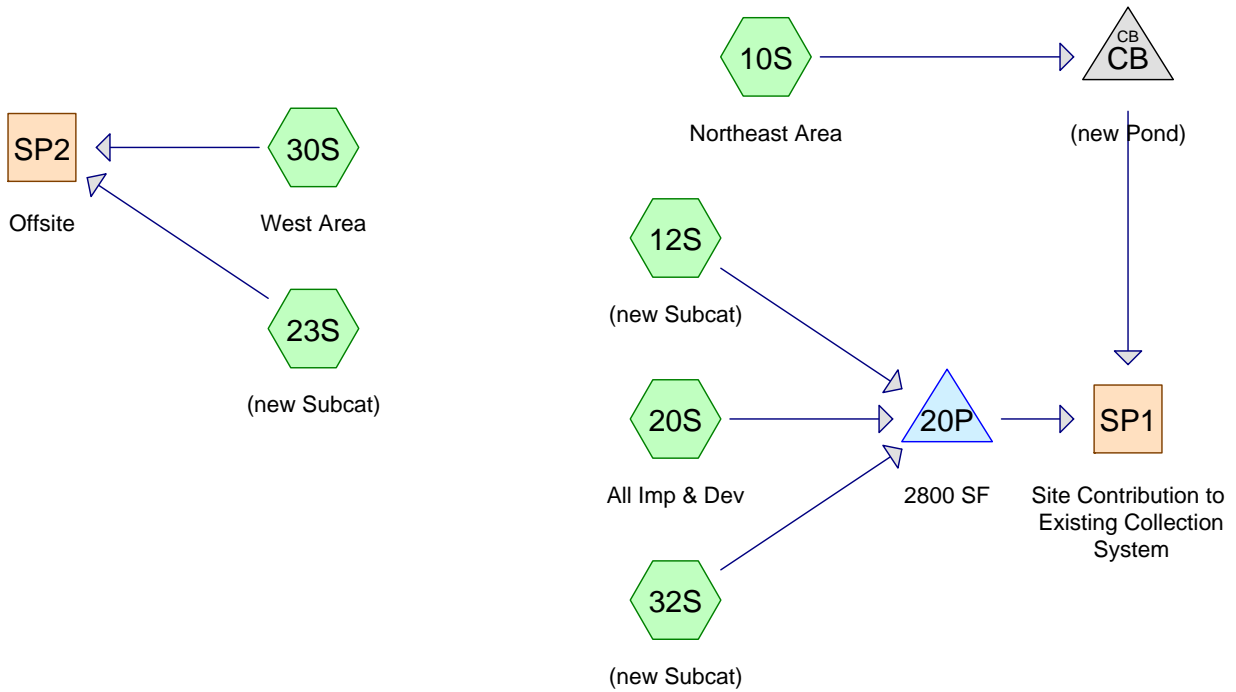 10S
Northeast Area
CB
CB
(new Pond)
SP2
Offsite
30S
West Area
23S
(new Subcat)
12S
(new Subcat)
20S
All Imp & Dev
20P
2800 SF
SP1
Site Contribution to
Existing Collection
System
32S
(new Subcat)